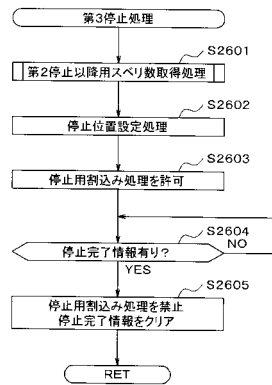 第3停止処理
S2601
第2停止以降用スベリ数取得処理
S2602
停止位置設定処理
S2603
停止用割込み処理を許可
S2604
停止完了情報有り?
NO
YES
S2605
停止用割込み処理を禁止
停止完了情報をクリア
RET